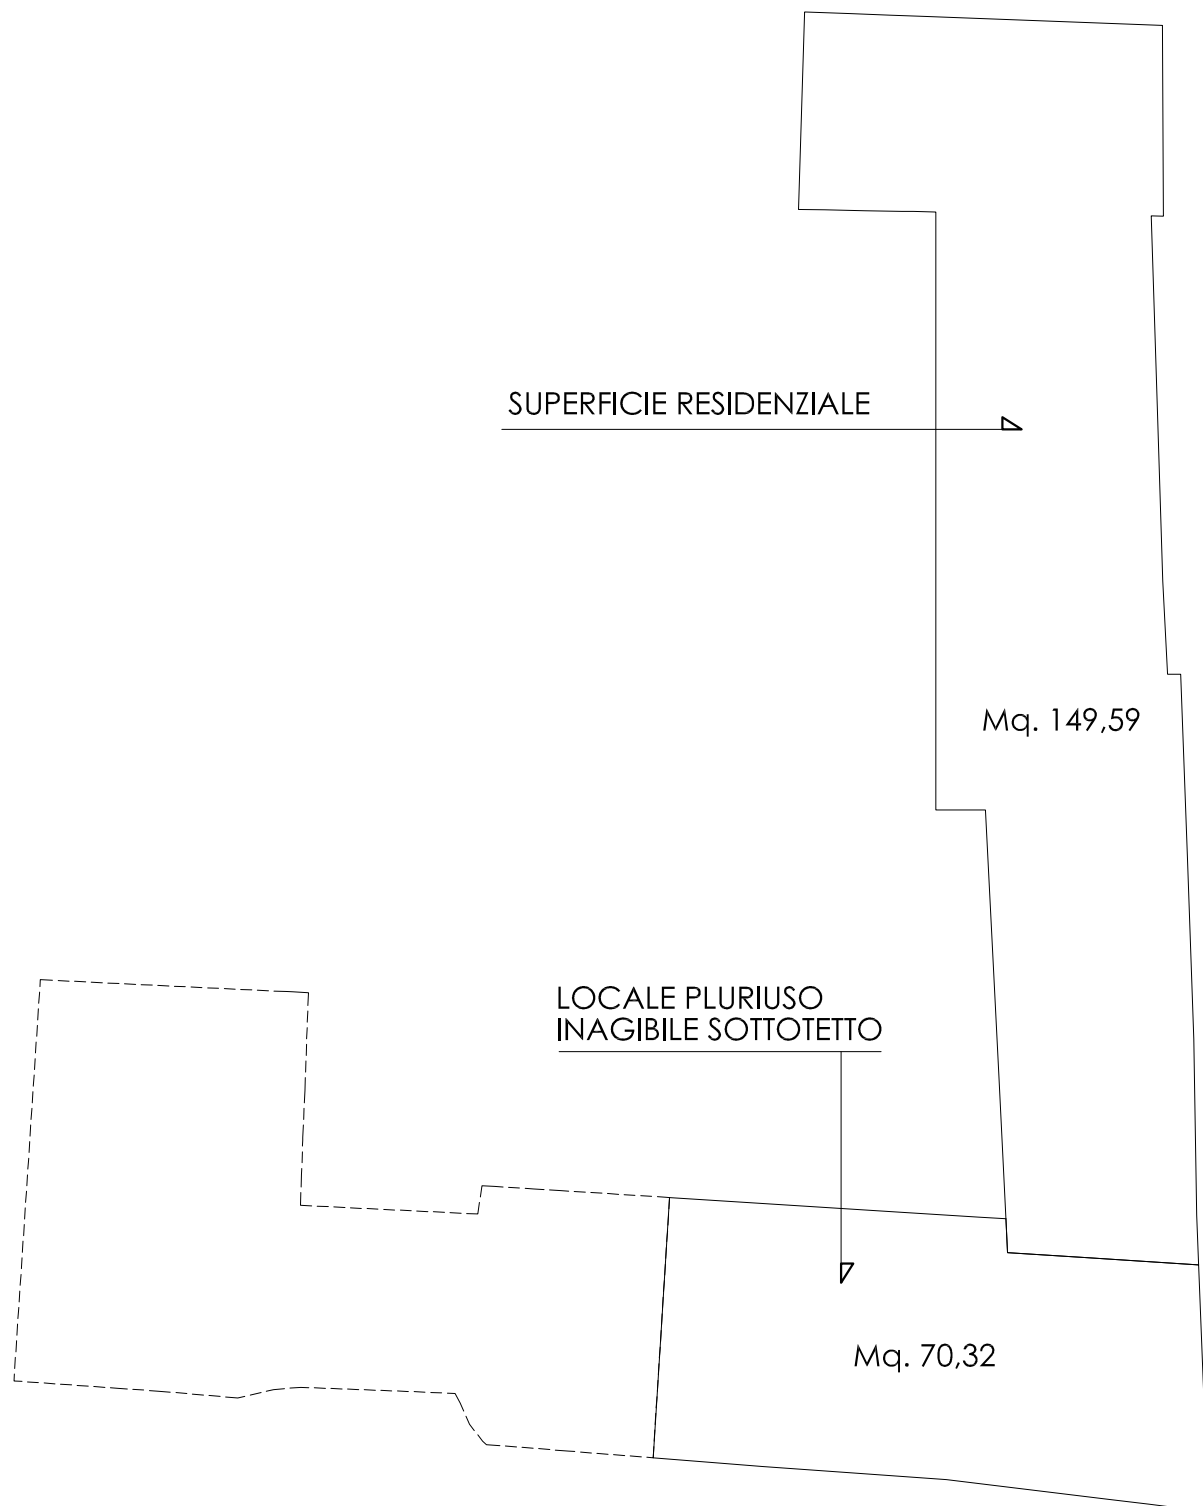 SUPERFICIE RESIDENZIALE
Mq. 149,59
LOCALE PLURIUSO
INAGIBILE SOTTOTETTO
Mq. 70,32